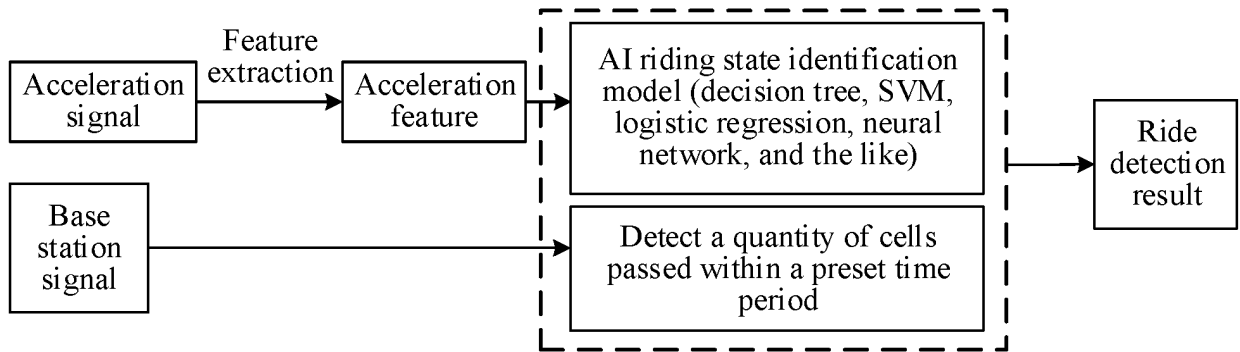 Feature
extraction
Acceleration
signal
Acceleration
feature
AI riding state identification
model (decision tree, SVM,
logistic regression, neural
network, and the like)
Base
station
signal
Detect a quantity of cells
passed within a preset time
period
Ride
detection
result